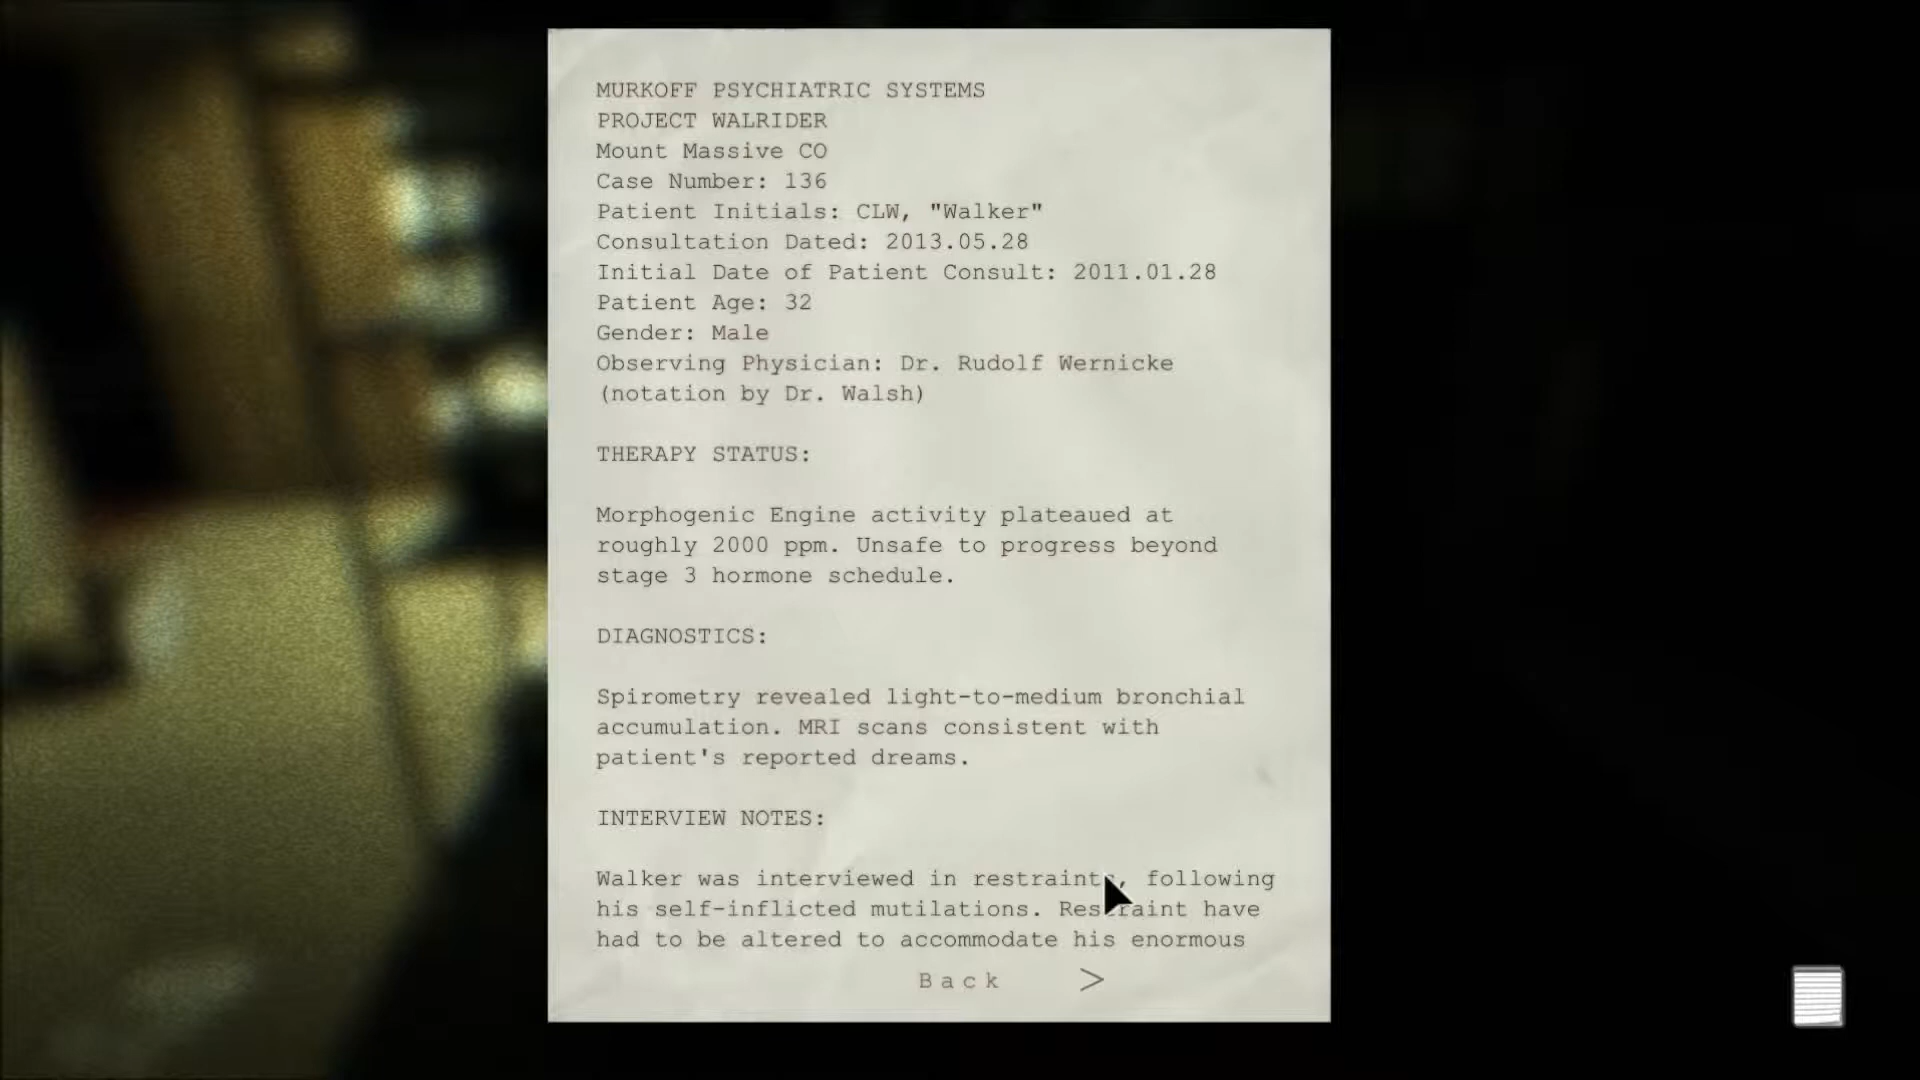 MURKOFF PSYCHIATRIC SYSTEMS
PROJECT WALRIDER
Mount Massive CO
Case Number: 136
Patient Initials: CLW, "Walker"
Consultation Dated: 2013.05.28
Initial Date of Patient Consult: 2011.01.28
Patient Age: 32
Gender: Male
Observing Physician: Dr. Rudolf Wernicke
(notation by Dr. Walsh)
THERAPY STATUS:
Morphogenic Engine activity plateaued at
roughly 2000 ppm. Unsafe to progress beyond
stage 3 hormone schedule.
DIAGNOSTICS:
Spirometry revealed light-to-medium bronchial
accumulation. MRI scans consistent with
patient's reported dreams.
INTERVIEW NOTES:
Walker was interviewed in restraints, following
his self-inflicted mutilations. Restraint have
had to be altered to accommodate his enormous
Back >